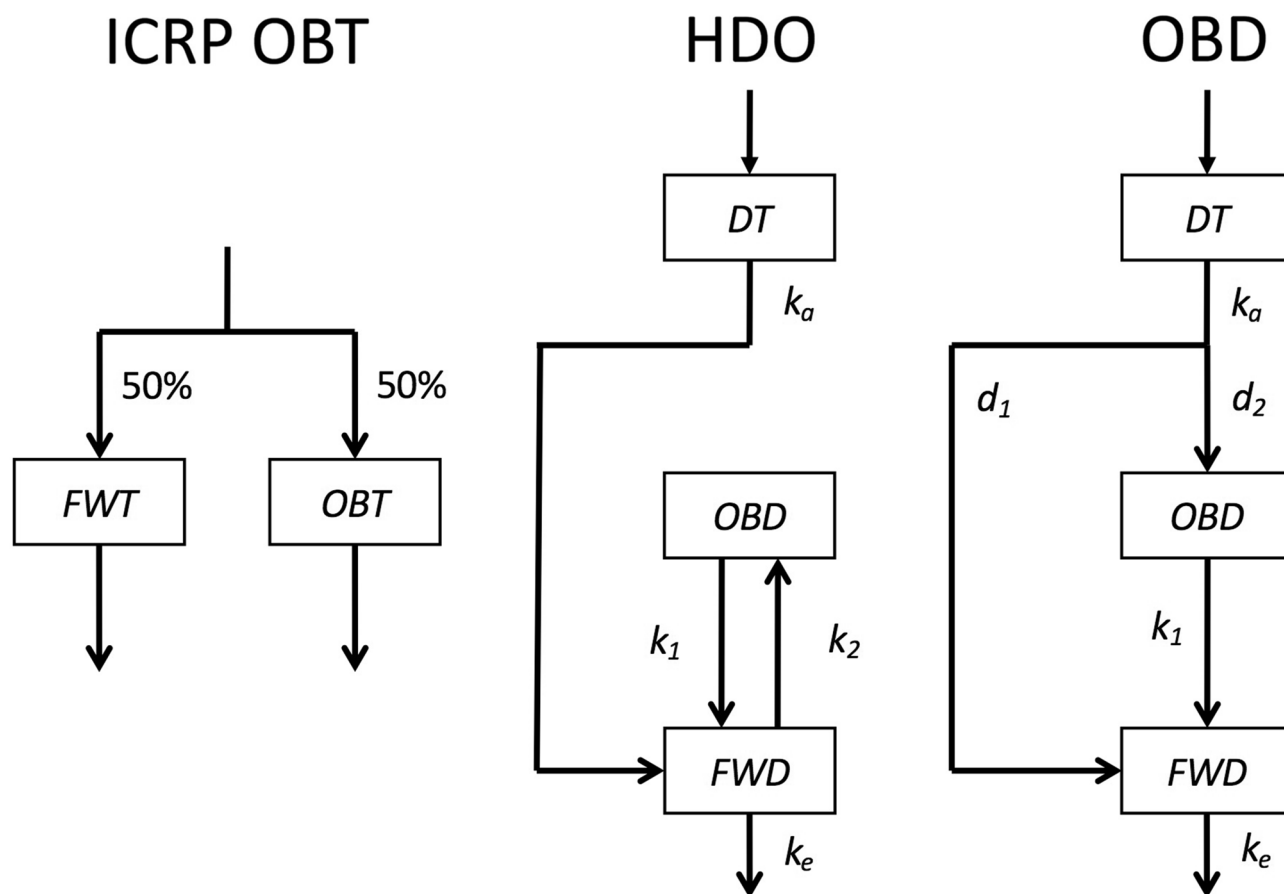 ICRP OBT
50%
50%
FWT
OBT
HDO
DT
kₐ
OBD
k₁
k₂
FWD
kₑ
OBD
DT
kₐ
d₁
d₂
OBD
k₁
FWD
kₑ